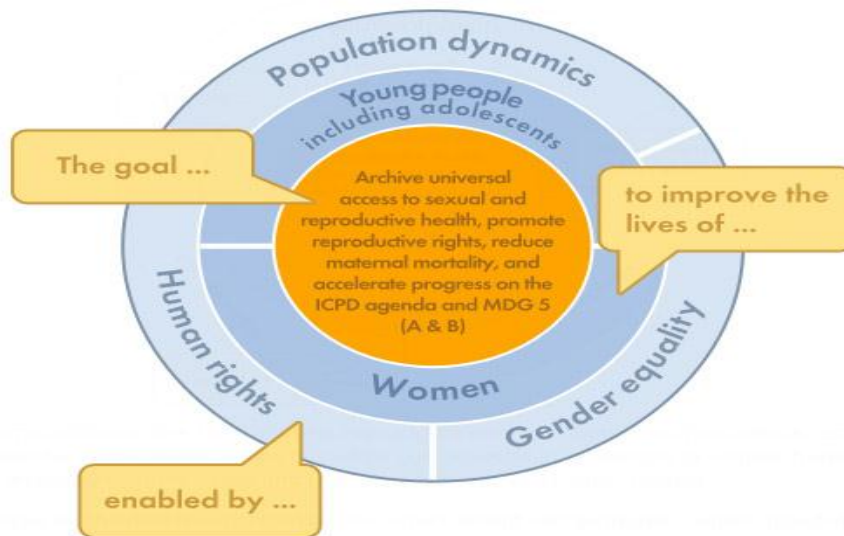 Population dynamics
Young people
including adolescents
The goal ...
Archive universal
access to sexual and
reproductive health, promote
reproductive rights, reduce
maternal mortality, and
accelerate progress on the
ICPD agenda and MDG 5
(A & B)
to improve the
lives of ...
Women
Human rights
Gender equality
enabled by ...